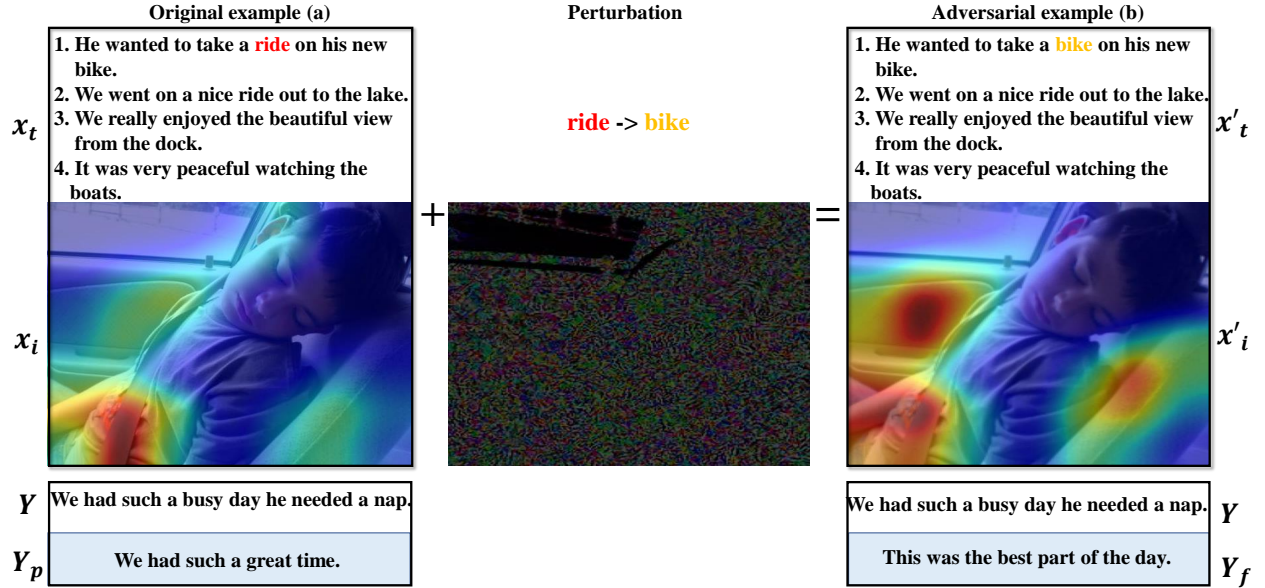 Original example (a)
Perturbation
Adversarial example (b)
1. He wanted to take a ride on his new
bike.
2. We went on a nice ride out to the lake.
3. We really enjoyed the beautiful view
from the dock.
4. It was very peaceful watching the
boats.
x_t
x_i
+
ride -> bike
=
1. He wanted to take a bike on his new
bike.
2. We went on a nice ride out to the lake.
3. We really enjoyed the beautiful view
from the dock.
4. It was very peaceful watching the
boats.
x'_t
x'_i
Y
We had such a busy day he needed a nap.
Y_p
We had such a great time.
We had such a busy day he needed a nap.
Y
This was the best part of the day.
Y_f